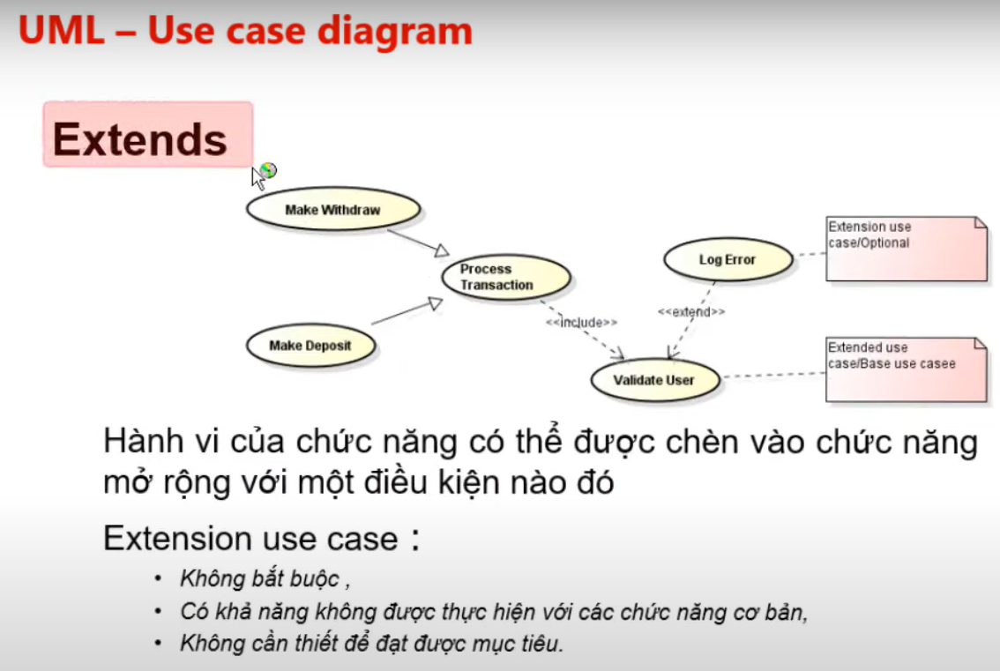 UML – Use case diagram
Extends
Make Withdraw
Process
Transaction
Make Deposit
<<include>>
Log Error
<<extend>>
Validate User
Extension use
case/Optional
Extended use
case/Base use casee
Hành vi của chức năng có thể được chèn vào chức năng
mở rộng với một điều kiện nào đó
Extension use case :
• Không bắt buộc ,
• Có khả năng không được thực hiện với các chức năng cơ bản,
• Không cần thiết để đạt được mục tiêu.